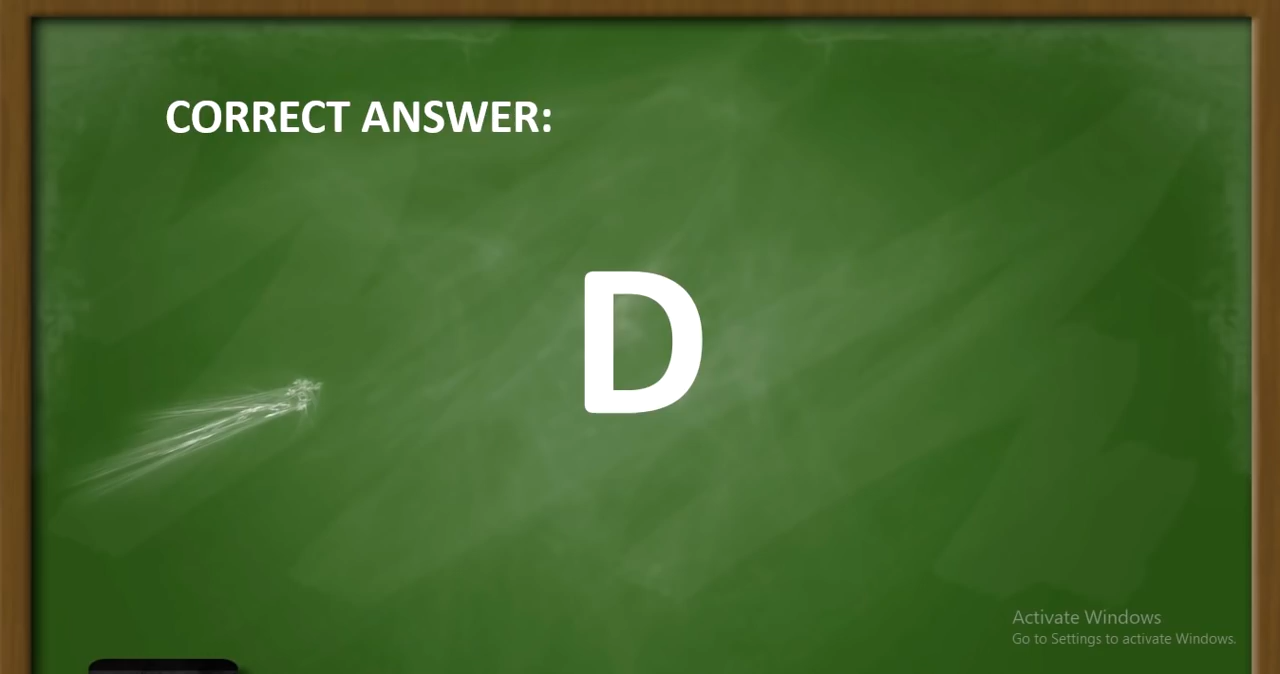 CORRECT ANSWER:
D
Activate Windows
Go to Settings to activate Windows.